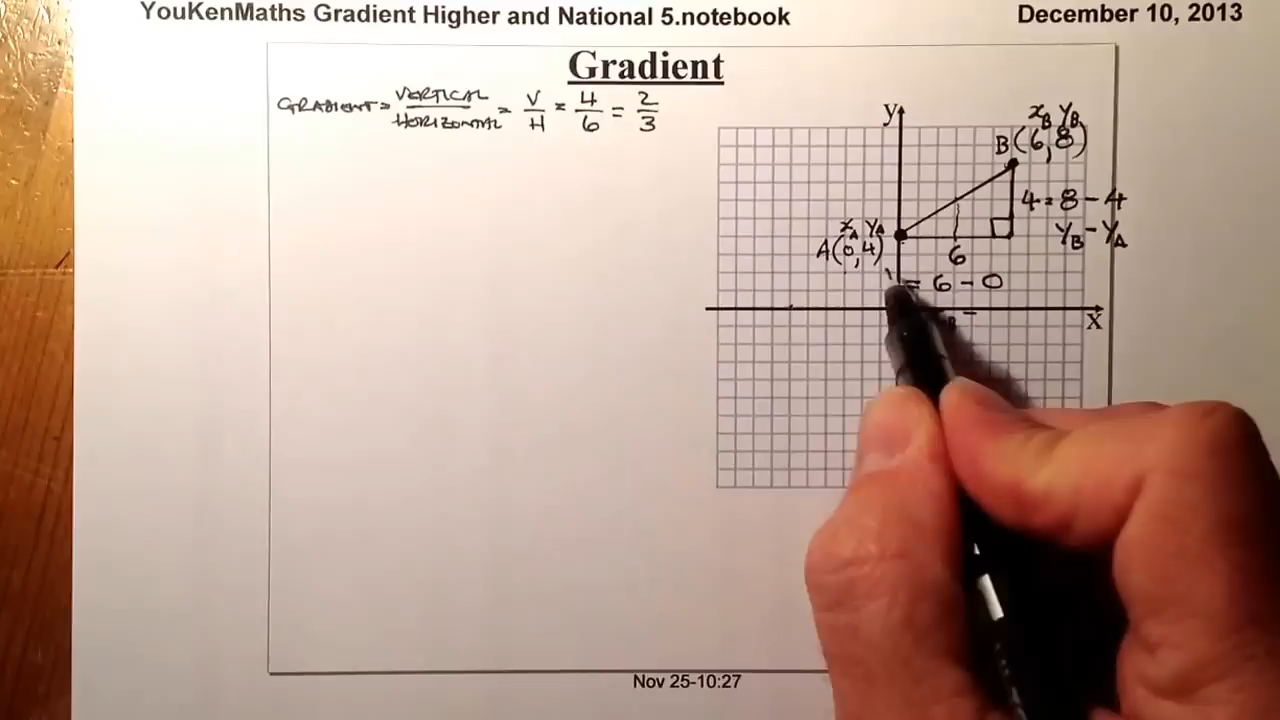 YouKenMaths Gradient Higher and National 5.notebook
December 10, 2013
Gradient
GRADIENT = VERTICAL / HORIZONTAL = V / H = 4 / 6 = 2 / 3
y
x_B y_B
B(6,8)
4 = 8 - 4
y_B - y_A
x_A y_A
A(0,4)
6
= 6 - 0
x
Nov 25-10:27